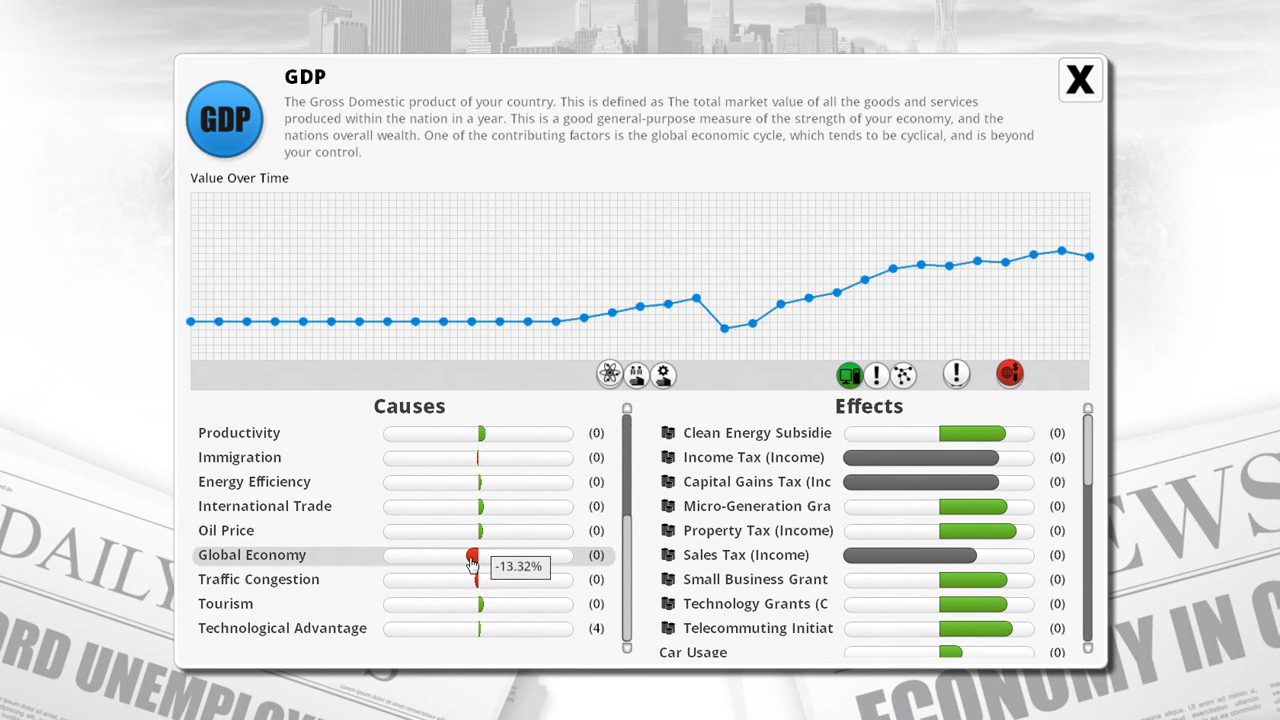 GDP
X
GDP
The Gross Domestic product of your country. This is defined as The total market value of all the goods and services
produced within the nation in a year. This is a good general-purpose measure of the strength of your economy, and the
nations overall wealth. One of the contributing factors is the global economic cycle, which tends to be cyclical, and is beyond
your control.
Value Over Time
Causes
Effects
Productivity (0)
Immigration (0)
Energy Efficiency (0)
International Trade (0)
Oil Price (0)
Global Economy (0)
-13.32%
Traffic Congestion (0)
Tourism (0)
Technological Advantage (4)
Clean Energy Subsidie (0)
Income Tax (Income) (0)
Capital Gains Tax (Inc (0)
Micro-Generation Gra (0)
Property Tax (Income) (0)
Sales Tax (Income) (0)
Small Business Grant (0)
Technology Grants (C (0)
Telecommuting Initiat (0)
Car Usage (0)
DAILY
NEWS
ORD UNEMPLO
ECONOMY IN C